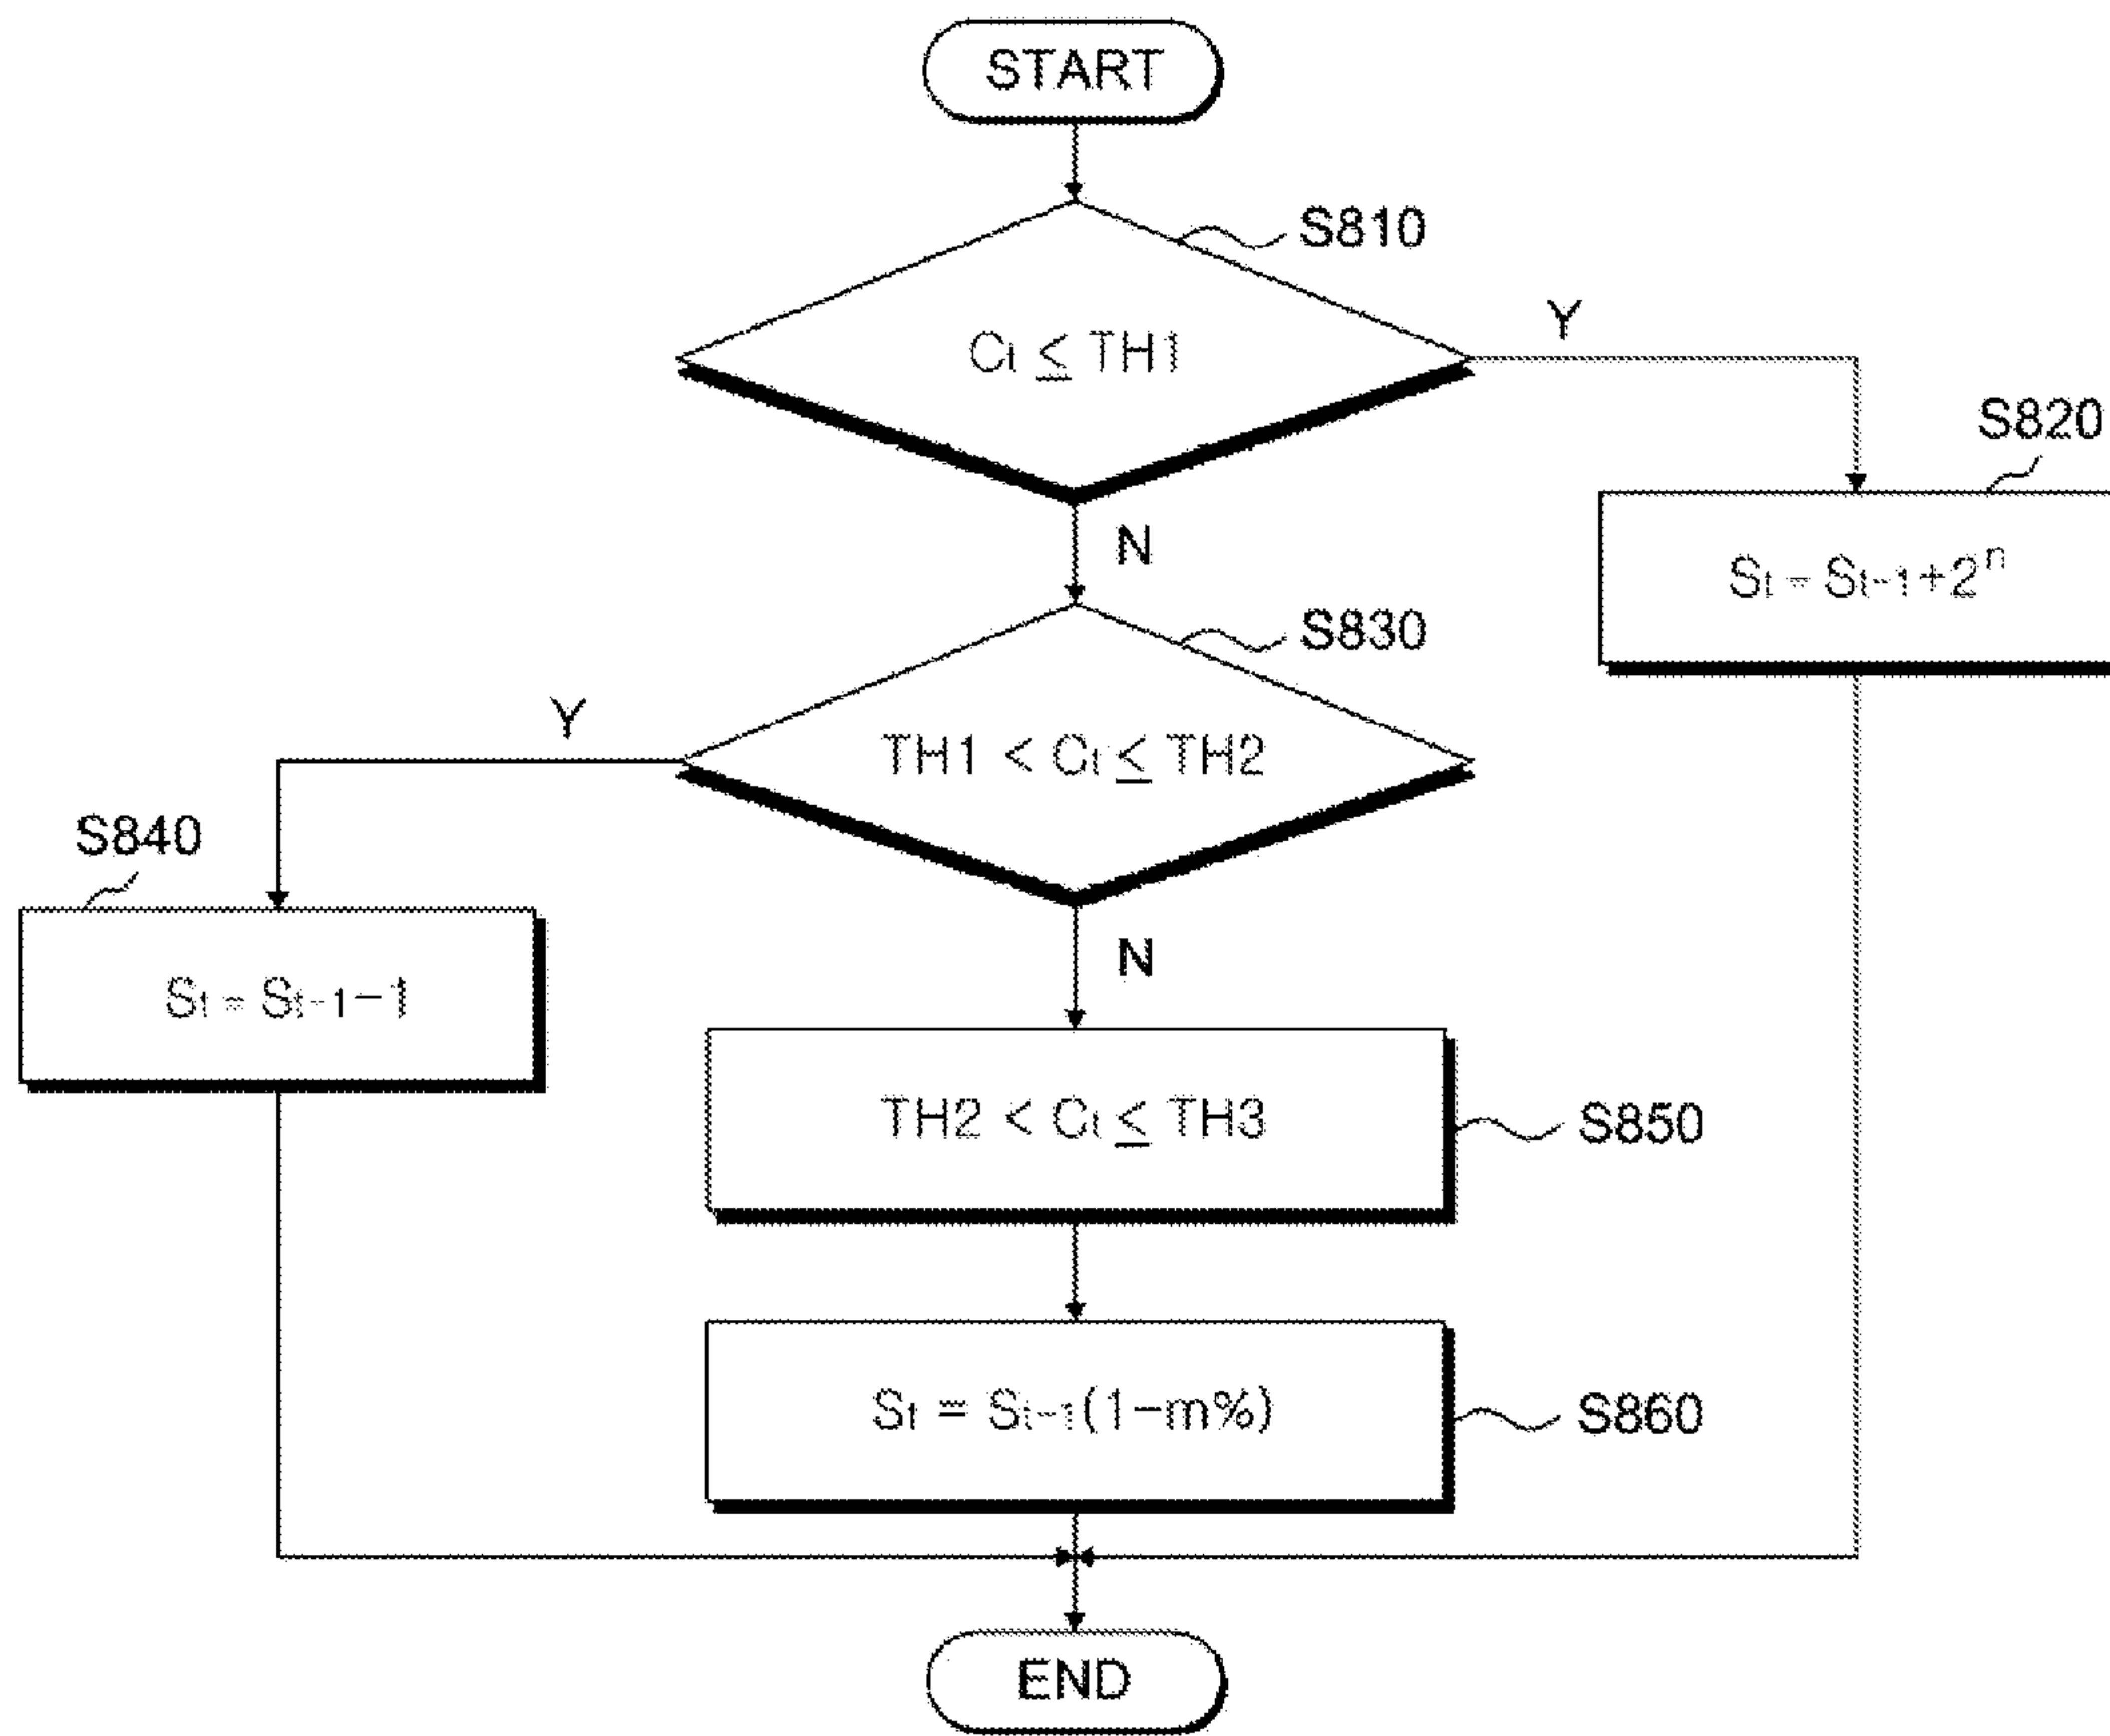 START
S810
Ct ≤ TH1
Y
S820
N
St = St-1+2^n
S830
TH1 < Ct ≤ TH2
Y
S840
N
St = St-1-1
TH2 < Ct ≤ TH3
S850
St = St-1(1-m%)
S860
END